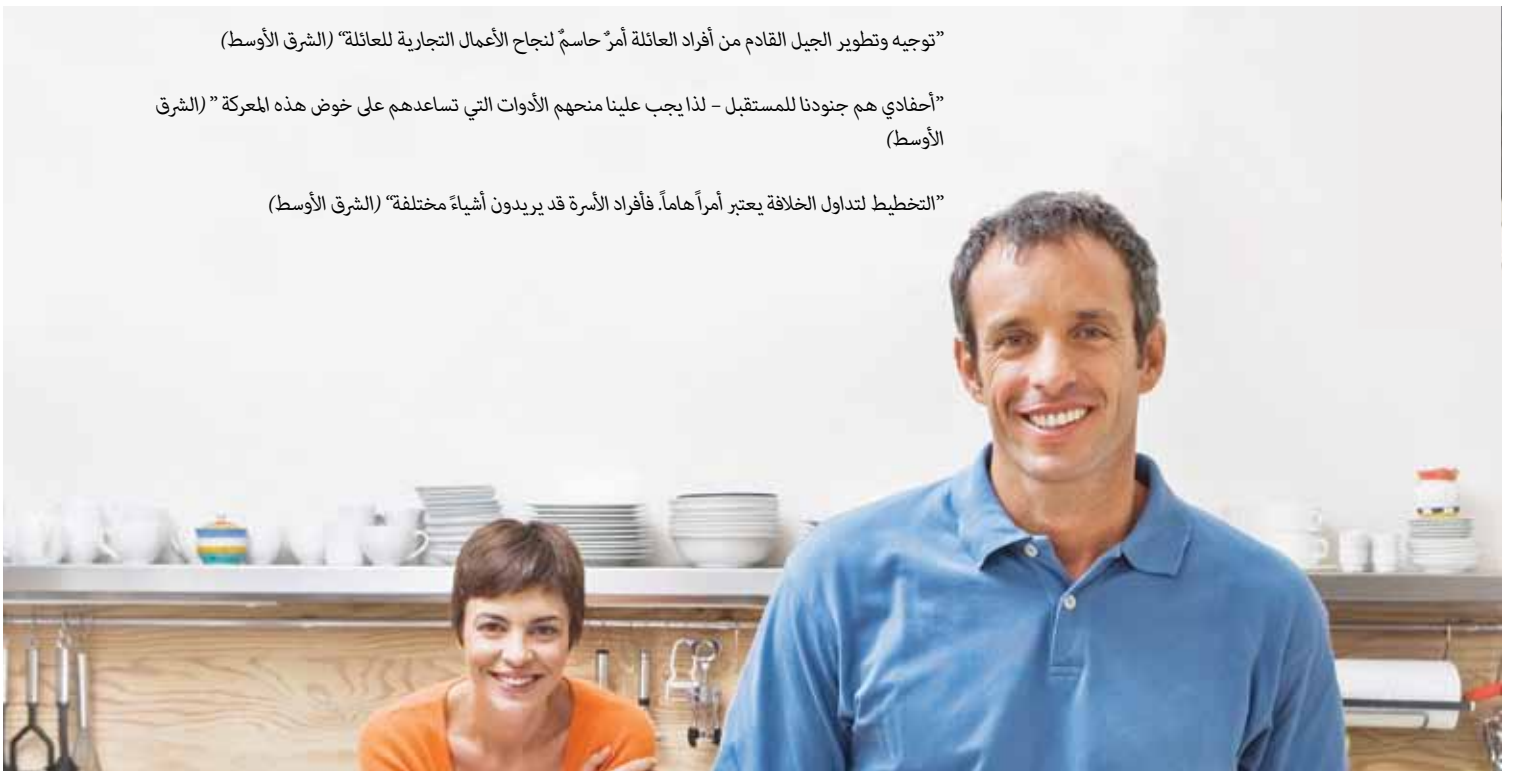 ”توجيه وتطوير الجيل القادم من أفراد العائلة أمرٌ حاسمٌ لنجاح الأعمال التجارية للعائلة“ (الشرق الأوسط)
”أحفادي هم جنودنا للمستقبل – لذا يجب علينا منحهم الأدوات التي تساعدهم على خوض هذه المعركة ” (الشرق
الأوسط)
”التخطيط لتداول الخلافة يعتبر أمراً هاماً. فأفراد الأسرة قد يريدون أشياءً مختلفة“ (الشرق الأوسط)